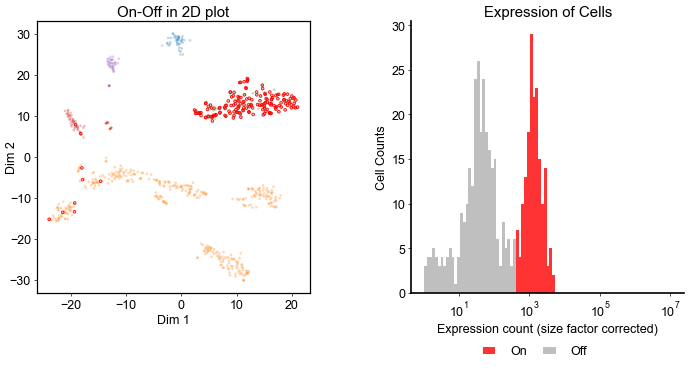 On-Off in 2D plot
Expression of Cells
30
20
10
0
−10
−20
−30
Dim 2
−20
−10
0
10
20
Dim 1
30
25
20
15
10
5
0
Cell Counts
10^1
10^3
10^5
10^7
Expression count (size factor corrected)
On
Off